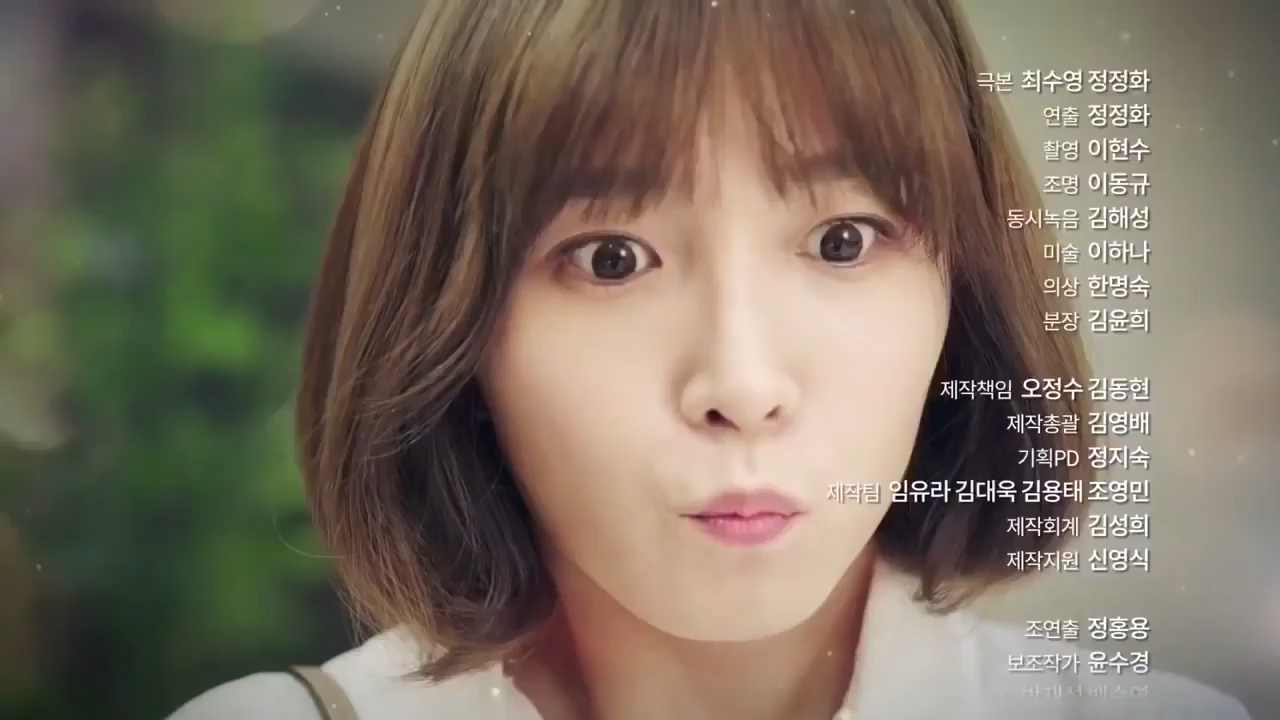 극본 최수영 정정화
연출 정정화
촬영 이현수
조명 이동규
동시녹음 김해성
미술 이하나
의상 한명숙
분장 김윤희
제작책임 오정수 김동현
제작총괄 김영배
기획PD 정지숙
제작팀 임유라 김대욱 김용태 조영민
제작회계 김성희
제작지원 신영식
조연출 정홍용
보조작가 윤수경